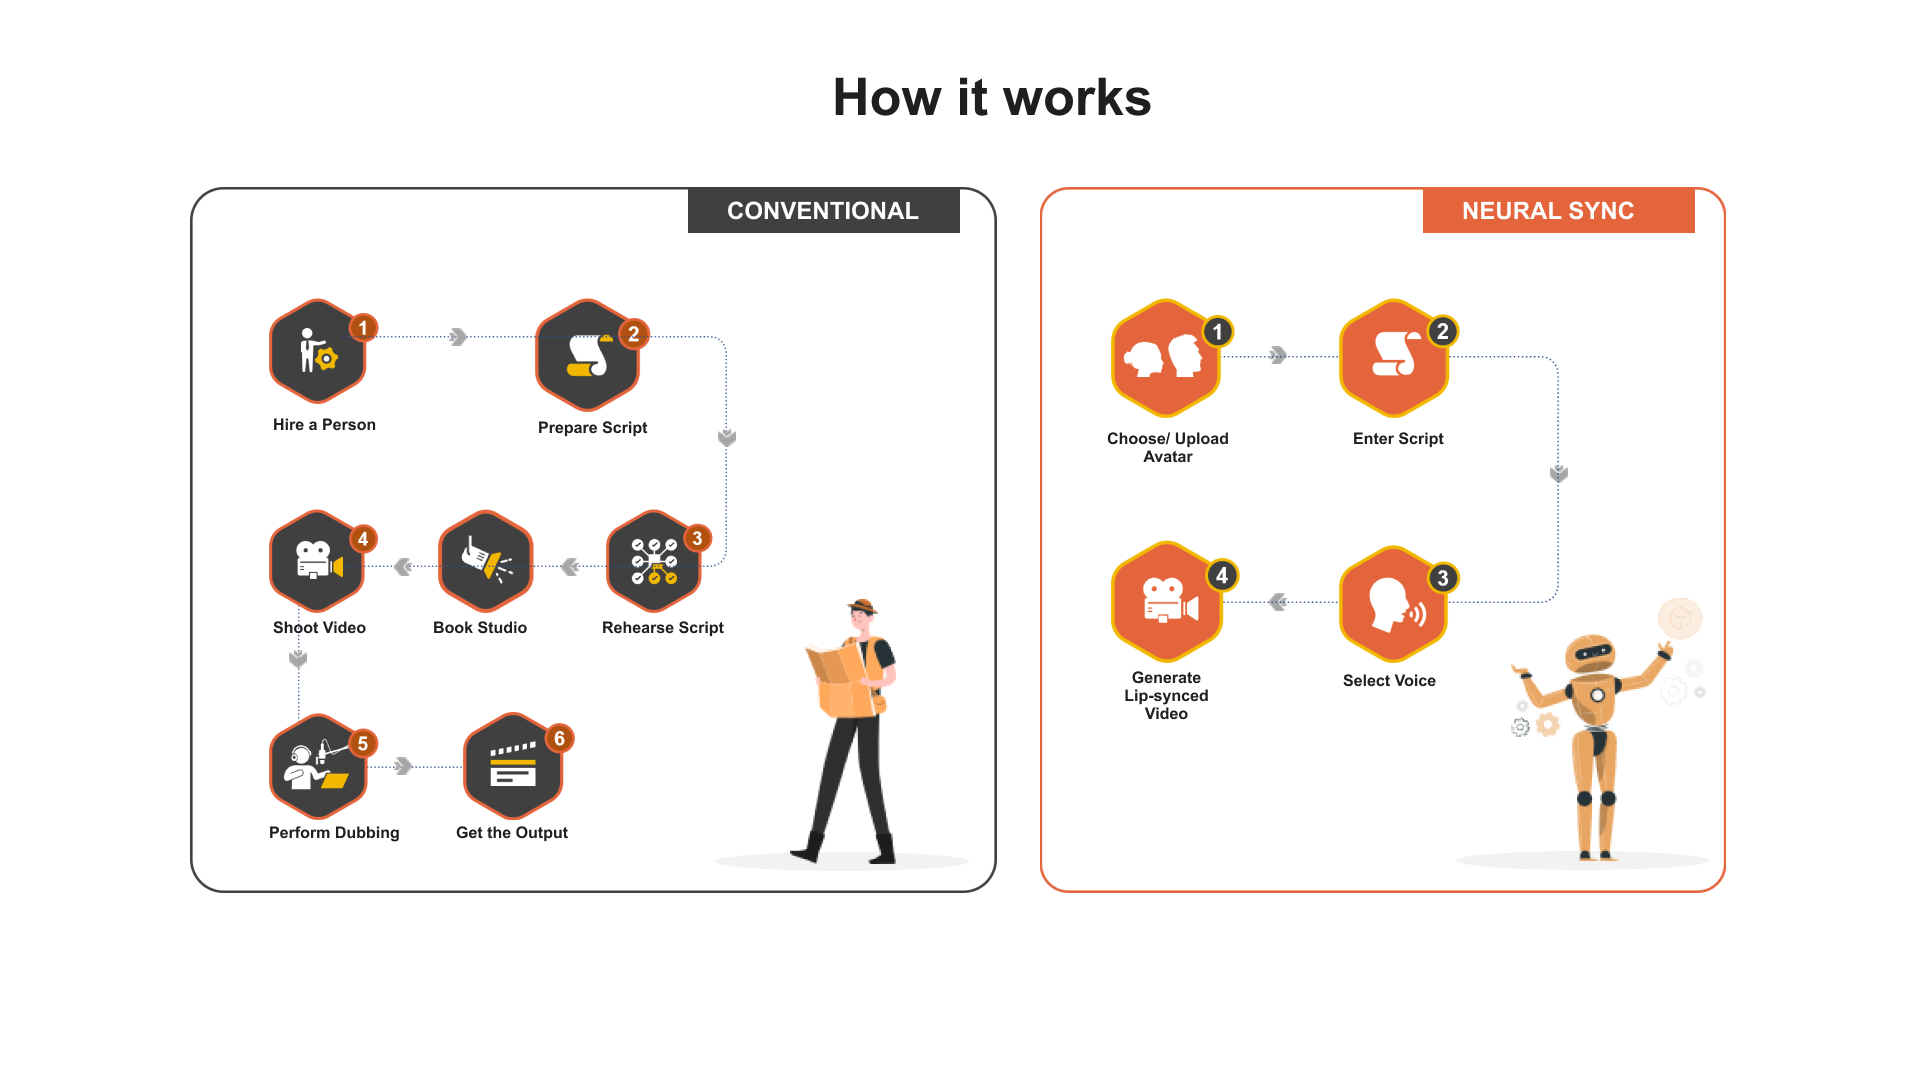 How it works
CONVENTIONAL
1
2
Hire a Person
Prepare Script
4
3
Shoot Video
Book Studio
Rehearse Script
5
6
Perform Dubbing
Get the Output
NEURAL SYNC
1
2
Choose/ Upload
Avatar
Enter Script
4
3
Generate
Lip-synced
Video
Select Voice